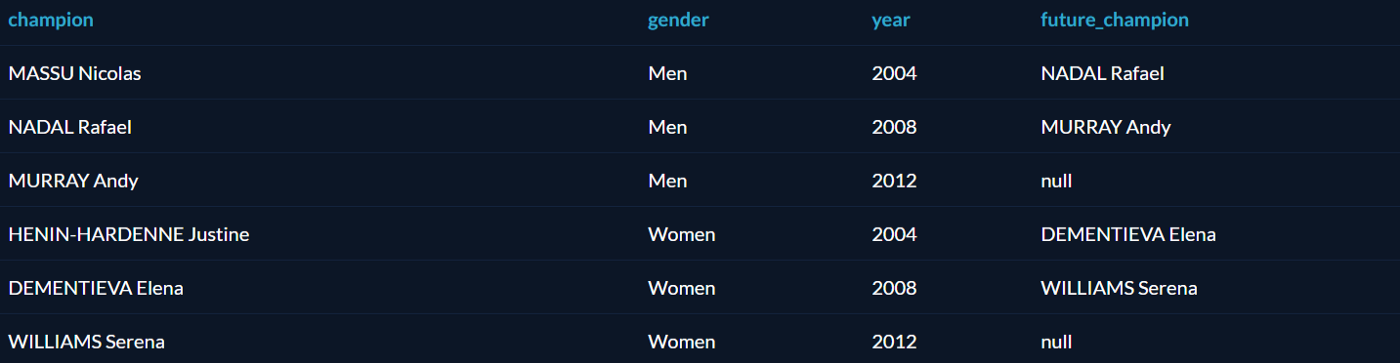 champion gender year future_champion
MASSU Nicolas Men 2004 NADAL Rafael
NADAL Rafael Men 2008 MURRAY Andy
MURRAY Andy Men 2012 null
HENIN-HARDENNE Justine Women 2004 DEMENTIEVA Elena
DEMENTIEVA Elena Women 2008 WILLIAMS Serena
WILLIAMS Serena Women 2012 null